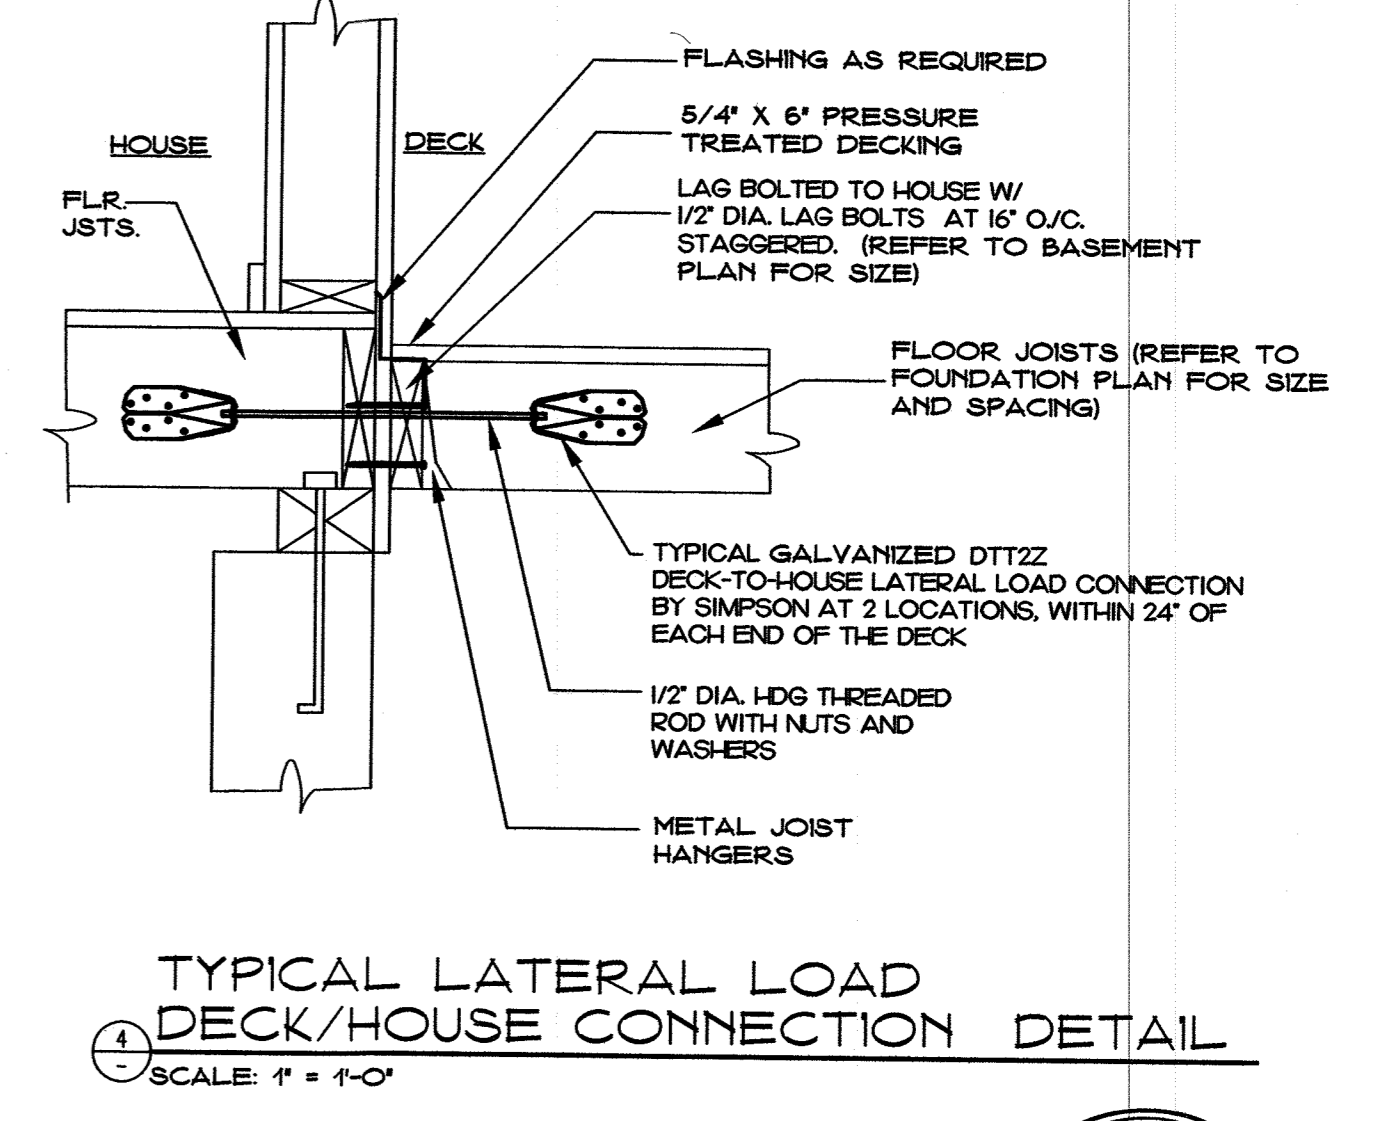 FLASHING AS REQUIRED
5/4" X 6" PRESSURE
TREATED DECKING
HOUSE
DECK
LAG BOLTED TO HOUSE W/
1/2" DIA. LAG BOLTS AT 16" O./C.
STAGGERED. (REFER TO BASEMENT
PLAN FOR SIZE)
FLR.
JSTS.
FLOOR JOISTS (REFER TO
FOUNDATION PLAN FOR SIZE
AND SPACING)
TYPICAL GALVANIZED DTT2Z
DECK-TO-HOUSE LATERAL LOAD CONNECTION
BY SIMPSON AT 2 LOCATIONS, WITHIN 24" OF
EACH END OF THE DECK
1/2" DIA. HDG THREADED
ROD WITH NUTS AND
WASHERS
METAL JOIST
HANGERS
TYPICAL LATERAL LOAD
DECK/HOUSE CONNECTION DETAIL
4
-
SCALE: 1" = 1'-0"